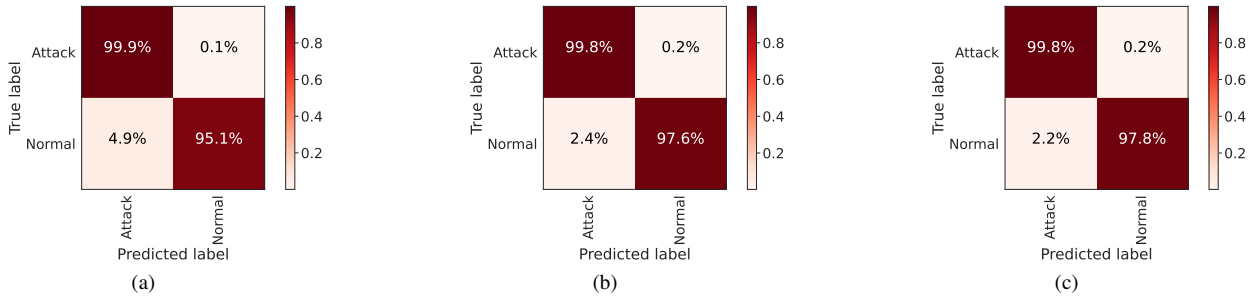 Attack
Normal
True label
99.9%
0.1%
4.9%
95.1%
Attack
Normal
Predicted label
0.8
0.6
0.4
0.2
(a)
Attack
Normal
True label
99.8%
0.2%
2.4%
97.6%
Attack
Normal
Predicted label
0.8
0.6
0.4
0.2
(b)
Attack
Normal
True label
99.8%
0.2%
2.2%
97.8%
Attack
Normal
Predicted label
0.8
0.6
0.4
0.2
(c)